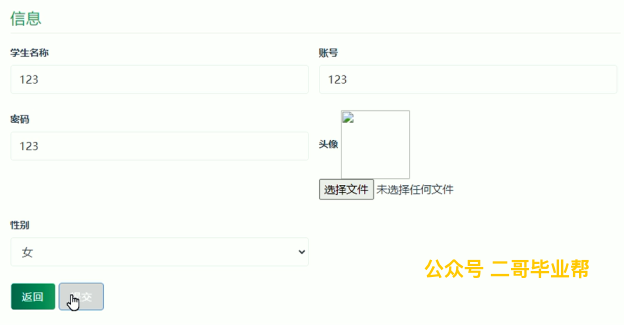 信息
学生名称
账号
123
123
密码
123
头像
选择文件 未选择任何文件
性别
女
公众号 二哥毕业帮
返回
提交